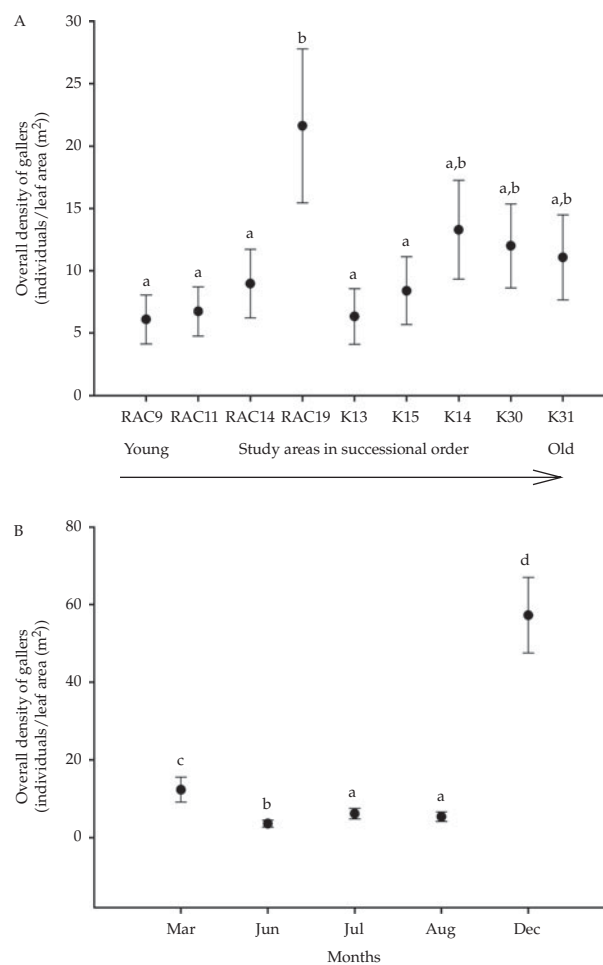 A
Overall density of gallers
(individuals/leaf area (m²))
30
25
20
15
10
5
0
a
a
a
b
a
a
a,b
a,b
a,b
RAC9 RAC11 RAC14 RAC19 K13 K15 K14 K30 K31
Young Study areas in successional order Old
B
Overall density of gallers
(individuals/leaf area (m²))
80
60
40
20
0
c
b
a
a
d
Mar Jun Jul Aug Dec
Months